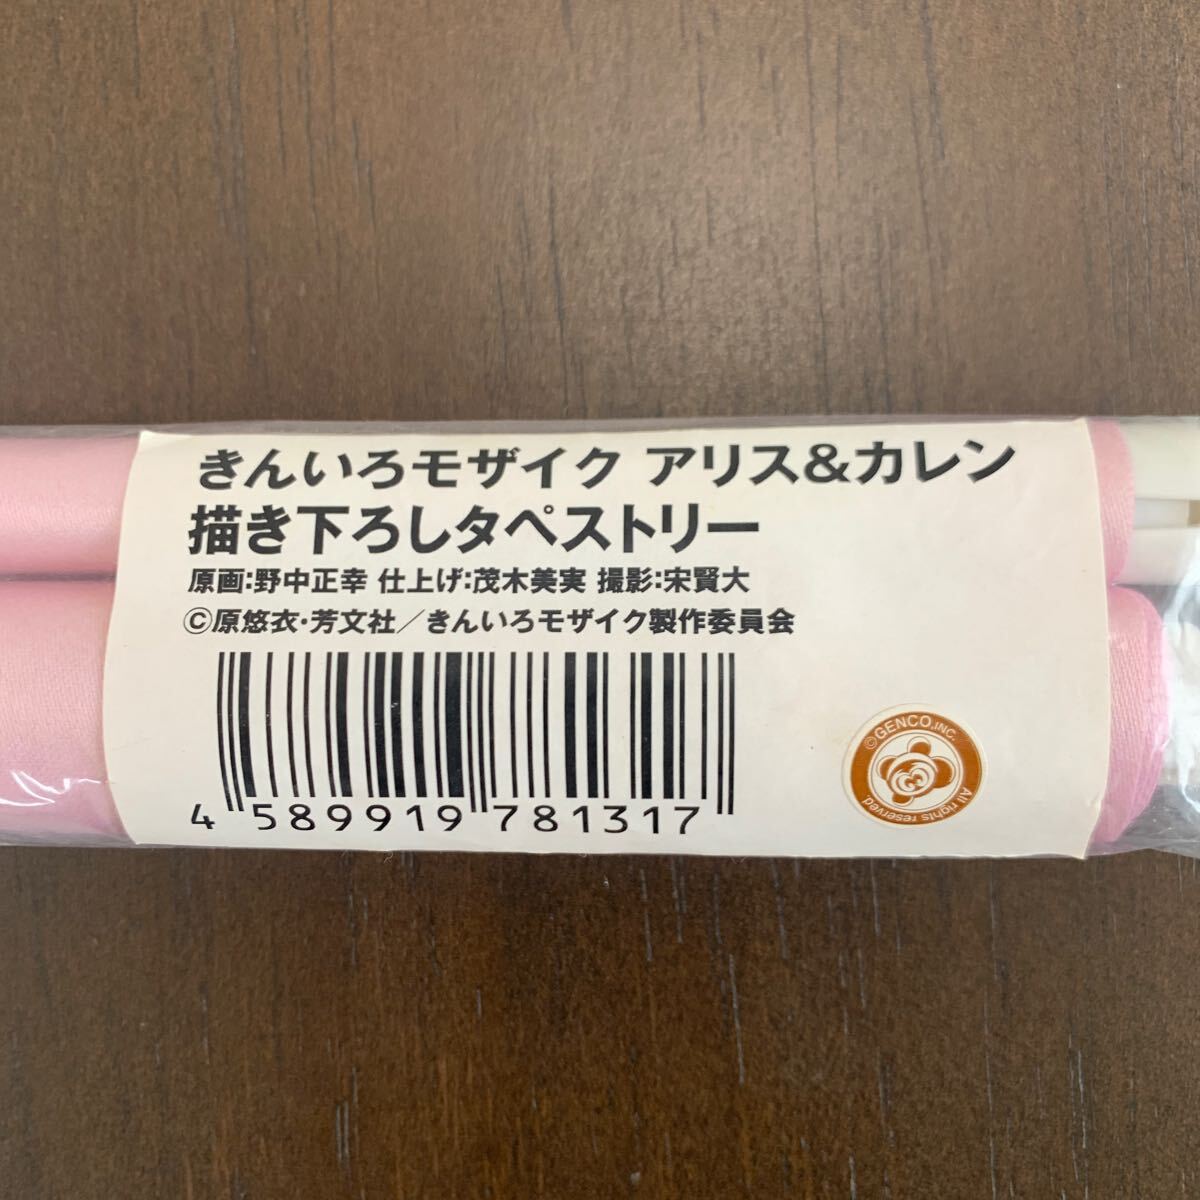 きんいろモザイク アリス&カレン
描き下ろしタペストリー
原画:野中正幸 仕上げ:茂木美実 撮影:宋賢大
©原悠衣・芳文社／きんいろモザイク製作委員会
4 589919 781317
©GENCO,INC.
All rights reserved.